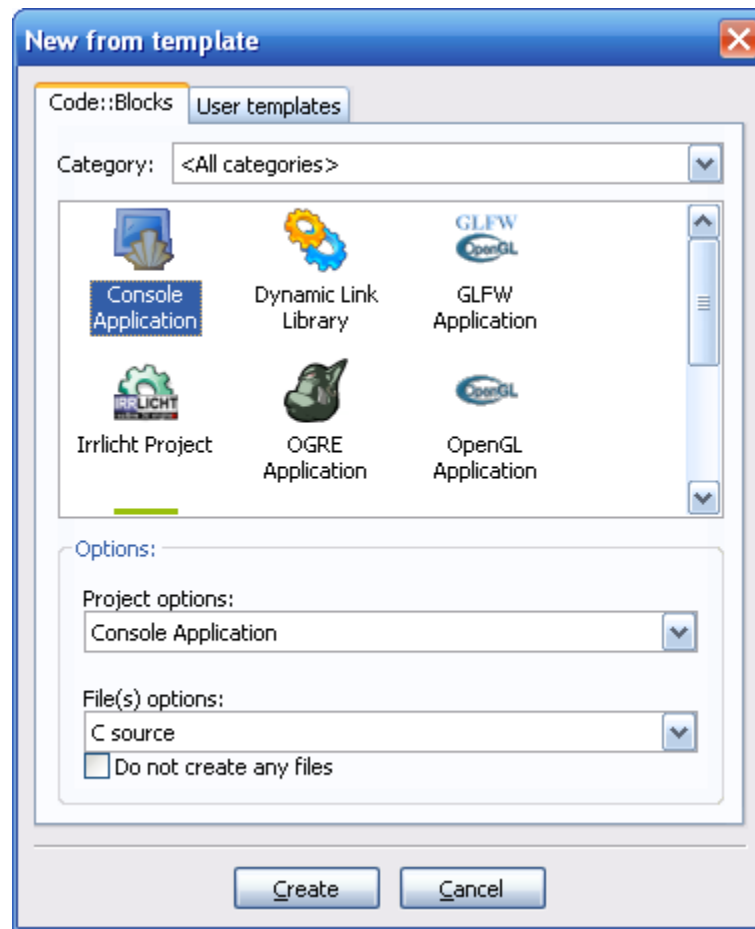 New from template
Code::Blocks
User templates
Category:
<All categories>
GLFW
OpenGL
Console
Application
Dynamic Link
Library
GLFW
Application
IRRLICHT
OpenGL
Irrlicht Project
OGRE
Application
OpenGL
Application
Options:
Project options:
Console Application
File(s) options:
C source
Do not create any files
Create
Cancel